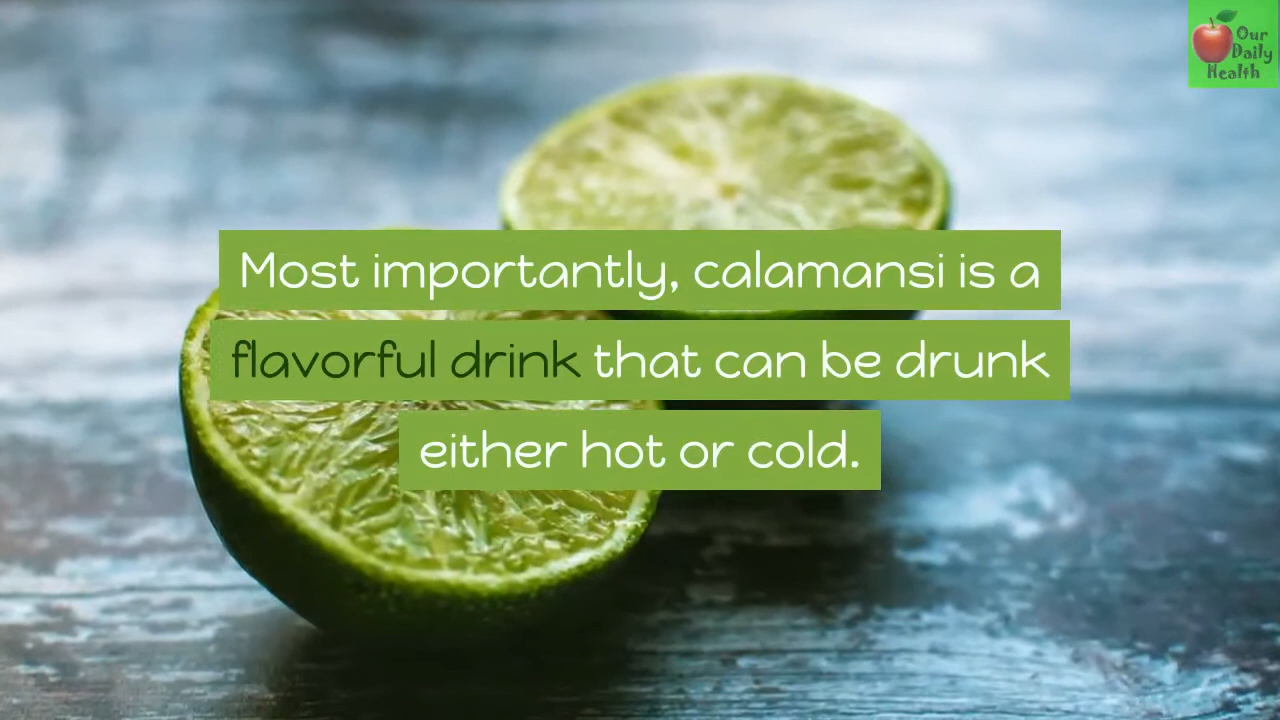 Our
Daily
Health
Most importantly, calamansi is a
flavorful drink that can be drunk
either hot or cold.